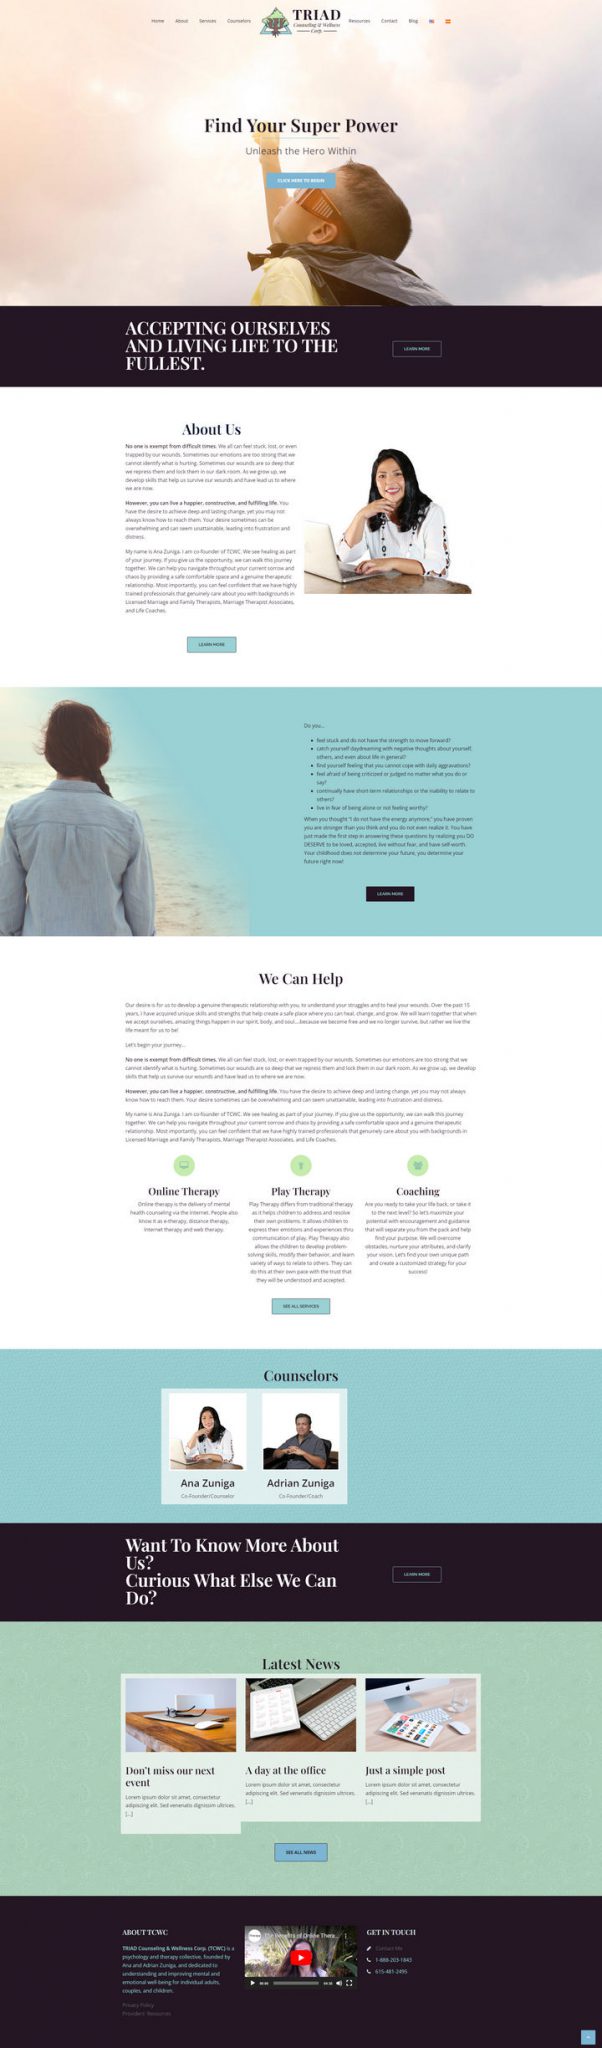 Home About Services Counselors
TRIAD
Counseling & Wellness
Corp.
Resources Contact Blog
Find Your Super Power
Unleash the Hero Within
CLICK HERE TO BEGIN
ACCEPTING OURSELVES
AND LIVING LIFE TO THE
FULLEST.
LEARN MORE
About Us
No one is exempt from difficult times. We all can feel stuck, lost, or even
trapped by our wounds. Sometimes our emotions are too strong that we
cannot identify what is hurting. Sometimes our wounds are so deep that
we repress them and lock them in our dark room. As we grow up, we
develop skills that help us survive our wounds and have lead us to where
we are now.
However, you can live a happier, constructive, and fulfilling life. You
have the desire to achieve deep and lasting change, yet you may not
always know how to reach them. Your desire sometimes can be
overwhelming and can seem unattainable, leading into frustration and
distress.
My name is Ana Zuniga. I am co-founder of TCWC. We see healing as part
of your journey. If you give us the opportunity, we can walk this journey
together. We can help you navigate throughout your current sorrow and
chaos by providing a safe comfortable space and a genuine therapeutic
relationship. Most importantly, you can feel confident that we have highly
trained professionals that genuinely care about you with backgrounds in
Licensed Marriage and Family Therapists, Marriage Therapist Associates,
and Life Coaches.
LEARN MORE
Do you...
feel stuck and do not have the strength to move forward?
catch yourself daydreaming with negative thoughts about yourself,
others, and even about life in general?
find yourself feeling that you cannot cope with daily aggravations?
feel afraid of being criticized or judged no matter what you do or
say?
continually have short-term relationships or the inability to relate to
others?
live in fear of being alone or not feeling worthy?
When you thought "I do not have the energy anymore," you have proven
you are stronger than you think and you do not even realize it. You have
just made the first step in answering these questions by realizing you DO
DESERVE to be loved, accepted, live without fear, and have self-worth.
Your childhood does not determine your future, you determine your
future right now!
LEARN MORE
We Can Help
Our desire is for us to develop a genuine therapeutic relationship with you, to understand your struggles and to heal your wounds. Over the past 15
years, I have acquired unique skills and strengths that help create a safe place where you can heal, change, and grow. We will learn together that when
we accept ourselves, amazing things happen in our spirit, body, and soul....because we become free and we no longer survive, but rather we live the
life meant for us to be!
Let's begin your journey...
No one is exempt from difficult times. We all can feel stuck, lost, or even trapped by our wounds. Sometimes our emotions are too strong that we
cannot identify what is hurting. Sometimes our wounds are so deep that we repress them and lock them in our dark room. As we grow up, we develop
skills that help us survive our wounds and have lead us to where we are now.
However, you can live a happier, constructive, and fulfilling life. You have the desire to achieve deep and lasting change, yet you may not always
know how to reach them. Your desire sometimes can be overwhelming and can seem unattainable, leading into frustration and distress.
My name is Ana Zuniga. I am co-founder of TCWC. We see healing as part of your journey. If you give us the opportunity, we can walk this journey
together. We can help you navigate throughout your current sorrow and chaos by providing a safe comfortable space and a genuine therapeutic
relationship. Most importantly, you can feel confident that we have highly trained professionals that genuinely care about you with backgrounds in
Licensed Marriage and Family Therapists, Marriage Therapist Associates, and Life Coaches.
Online Therapy
Online therapy is the delivery of mental
health counseling via the internet. People also
know it as e-therapy, distance therapy,
Internet therapy and web therapy.
Play Therapy
Play Therapy differs from traditional therapy
as it helps children to address and resolve
their own problems. It allows children to
express their emotions and experiences thru
communication of play. Play Therapy also
allows the children to develop problem-
solving skills, modify their behavior, and learn
variety of ways to relate to others. They can
do this at their own pace with the trust that
they will be understood and accepted.
Coaching
Are you ready to take your life back, or take it
to the next level? So let's maximize your
potential with encouragement and guidance
that will separate you from the pack and help
find your purpose. We will overcome
obstacles, nurture your attributes, and clarify
your vision. Let's find your own unique path
and create a customized strategy for your
success!
SEE ALL SERVICES
Counselors
Ana Zuniga
Co-Founder/Counselor
Adrian Zuniga
Co-Founder/Coach
Want To Know More About
Us?
Curious What Else We Can
Do?
LEARN MORE
Latest News
Don't miss our next
event
Lorem ipsum dolor sit amet, consectetur
adipiscing elit. Sed venenatis dignissim ultrices.
[...]
A day at the office
Lorem ipsum dolor sit amet, consectetur
adipiscing elit. Sed venenatis dignissim ultrices.
[...]
Just a simple post
Lorem ipsum dolor sit amet, consectetur
adipiscing elit. Sed venenatis dignissim ultrices.
[...]
SEE ALL NEWS
ABOUT TCWC
TRIAD Counseling & Wellness Corp. (TCWC) is a
psychology and therapy collective, founded by
Ana and Adrian Zuniga, and dedicated to
understanding and improving mental and
emotional well-being for individual adults,
couples, and children.
Privacy Policy
Provider Resources
Benefits of Online Thera...
00:00 04:38
GET IN TOUCH
Contact Me
1-888-203-1843
615-481-2495